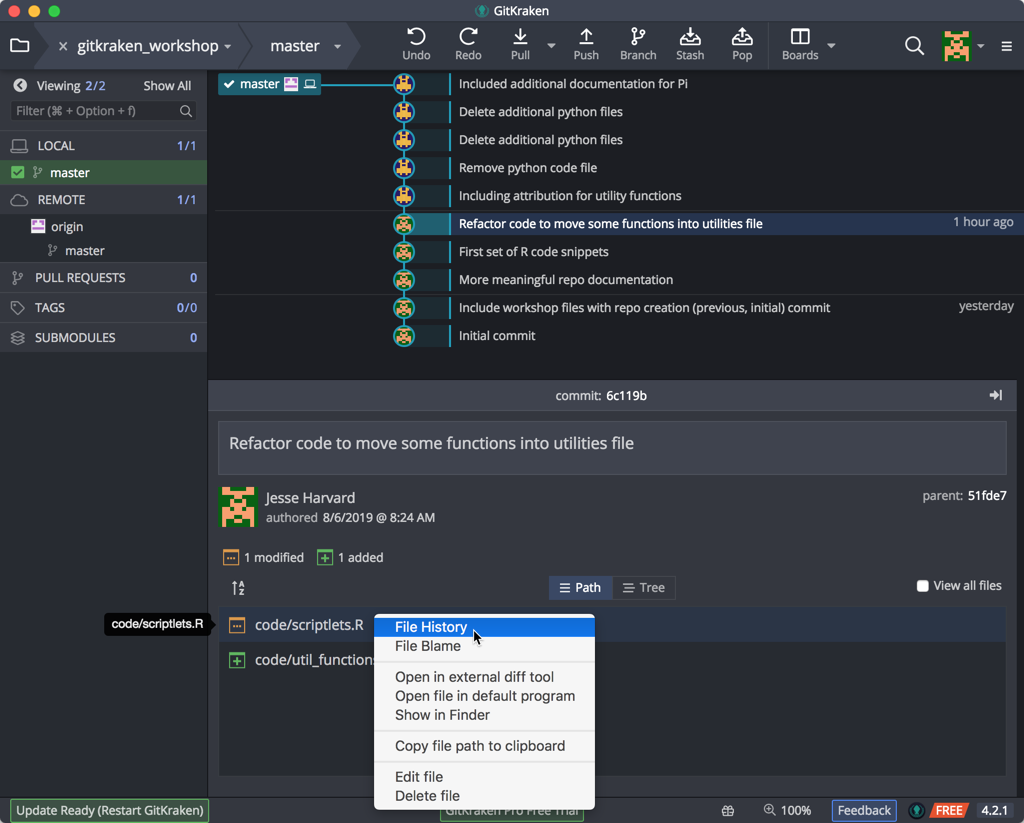 GitKraken
gitkraken_workshop
master
Undo
Redo
Pull
Push
Branch
Stash
Pop
Boards
Viewing 2/2
Show All
Filter (⌘ + Option + f)
LOCAL 1/1
master
REMOTE 1/1
origin
master
PULL REQUESTS 0
TAGS 0/0
SUBMODULES 0
master
Included additional documentation for Pi
Delete additional python files
Delete additional python files
Remove python code file
Including attribution for utility functions
Refactor code to move some functions into utilities file 1 hour ago
First set of R code snippets
More meaningful repo documentation
Include workshop files with repo creation (previous, initial) commit yesterday
Initial commit
commit: 6c119b
Refactor code to move some functions into utilities file
Jesse Harvard
authored 8/6/2019 @ 8:24 AM
parent: 51fde7
1 modified
1 added
Path
Tree
View all files
code/scriptlets.R
code/scriptlets.R
code/util_function
File History
File Blame
Open in external diff tool
Open file in default program
Show in Finder
Copy file path to clipboard
Edit file
Delete file
Update Ready (Restart GitKraken)
GitKraken Pro Free Trial
100%
Feedback
FREE
4.2.1